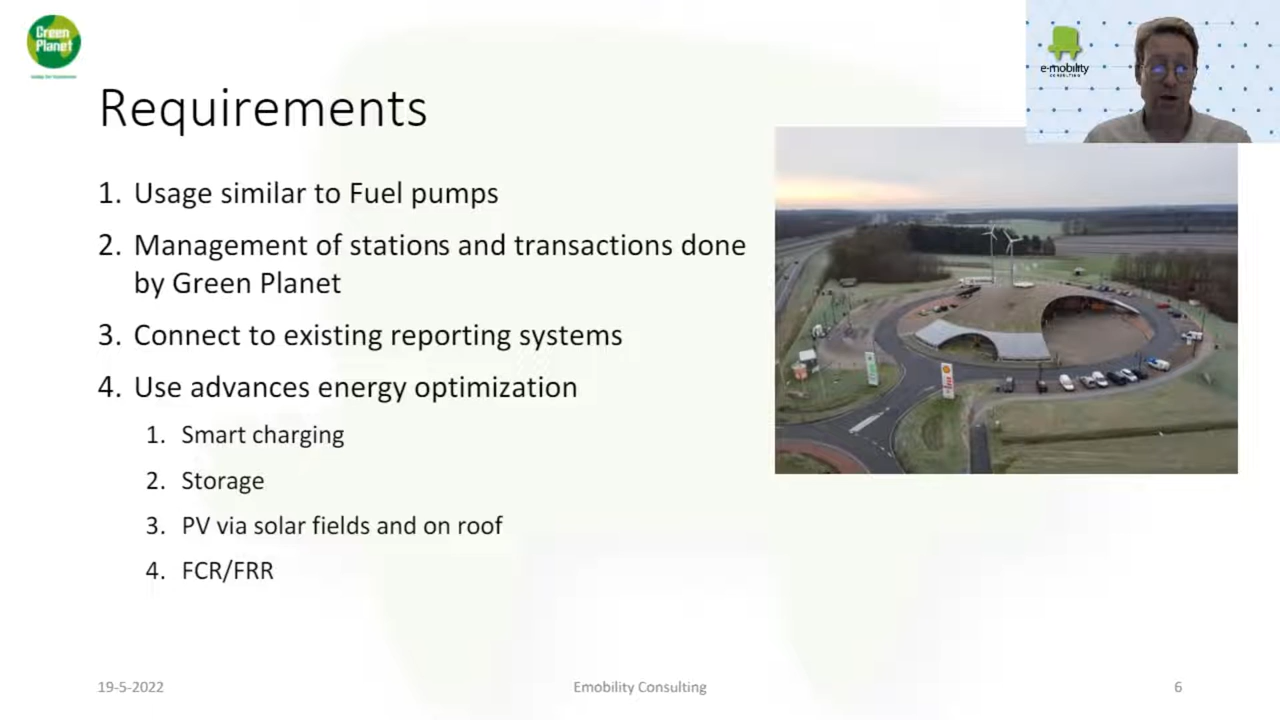 Green
Planet
e-mobility
CONSULTING
Requirements
1. Usage similar to Fuel pumps
2. Management of stations and transactions done
by Green Planet
3. Connect to existing reporting systems
4. Use advances energy optimization
1. Smart charging
2. Storage
3. PV via solar fields and on roof
4. FCR/FRR
19-5-2022
Emobility Consulting
6